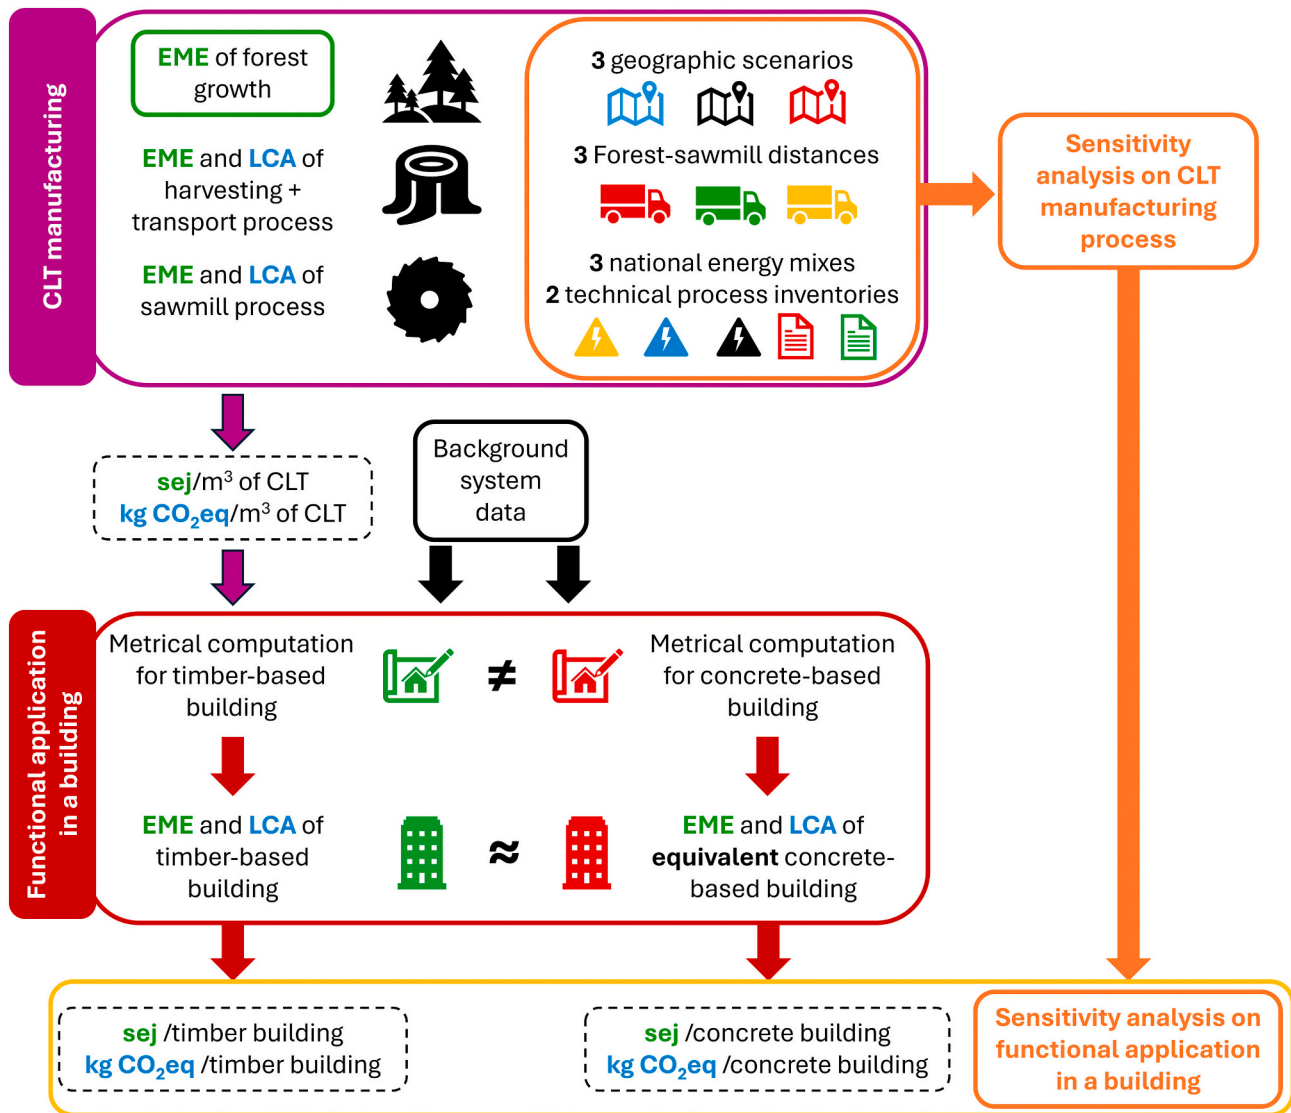 CLT manufacturing
EME of forest
growth
EME and LCA of
harvesting +
transport process
EME and LCA of
sawmill process
3 geographic scenarios
3 Forest-sawmill distances
3 national energy mixes
2 technical process inventories
Sensitivity
analysis on CLT
manufacturing
process
sej/m³ of CLT
kg CO₂eq/m³ of CLT
Background
system
data
Functional application
in a building
Metrical computation
for timber-based
building
≠
Metrical computation
for concrete-based
building
EME and LCA of
timber-based
building
≈
EME and LCA of
equivalent concrete-
based building
sej /timber building
kg CO₂eq /timber building
sej /concrete building
kg CO₂eq /concrete building
Sensitivity analysis on
functional application
in a building